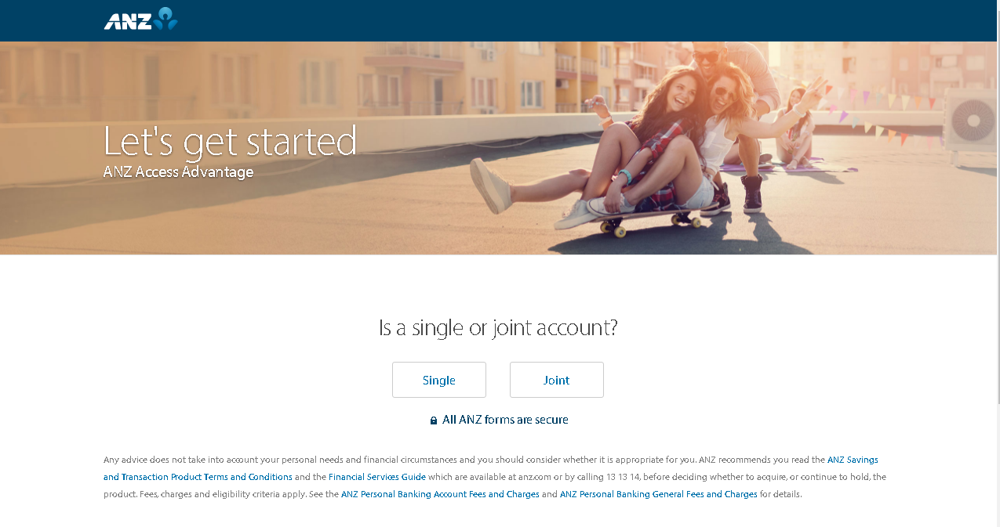 ANZ
Let's get started
ANZ Access Advantage
Is a single or joint account?
Single
Joint
All ANZ forms are secure
Any advice does not take into account your personal needs and financial circumstances and you should consider whether it is appropriate for you. ANZ recommends you read the ANZ Savings
and Transaction Product Terms and Conditions and the Financial Services Guide which are available at anz.com or by calling 13 13 14, before deciding whether to acquire, or continue to hold, the
product. Fees, charges and eligibility criteria apply. See the ANZ Personal Banking Account Fees and Charges and ANZ Personal Banking General Fees and Charges for details.